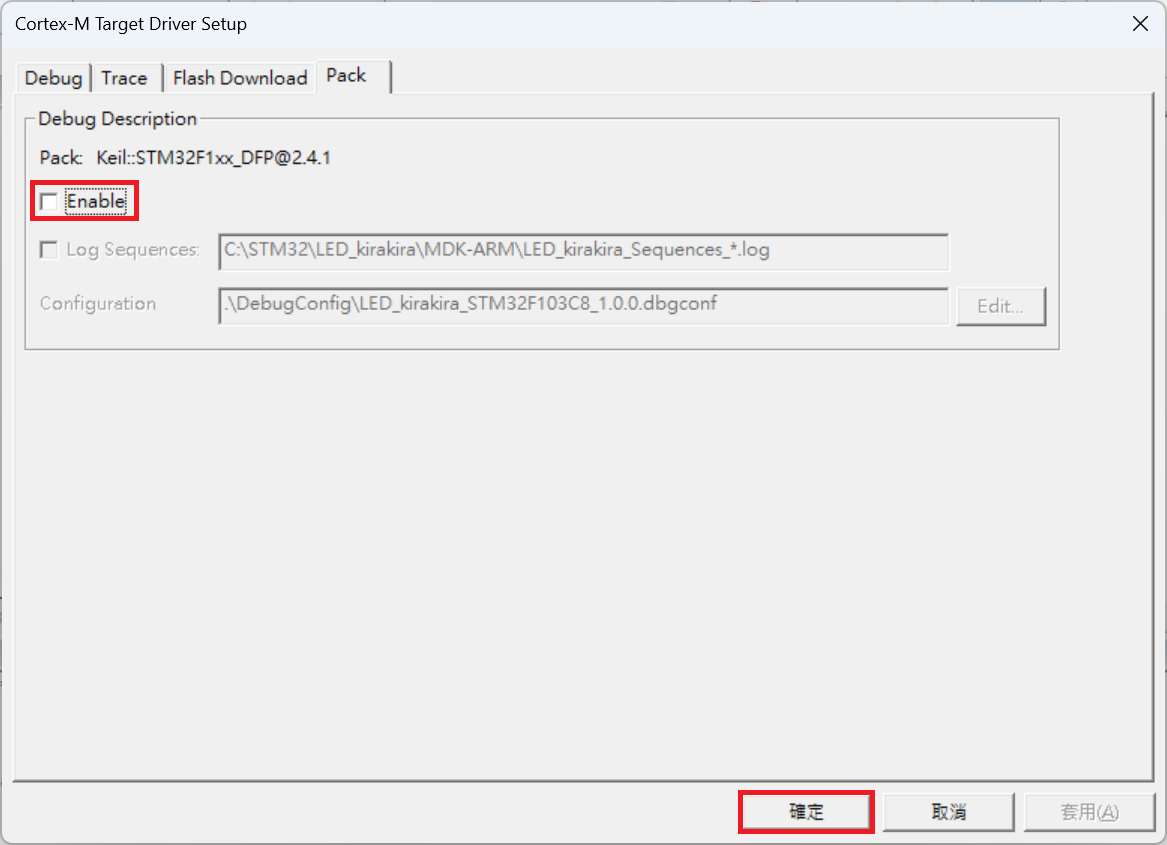 Cortex-M Target Driver Setup
Debug Trace Flash Download Pack
Debug Description
Pack: Keil::STM32F1xx_DFP@2.4.1
Enable
Log Sequences: C:\STM32\LED_kirakira\MDK-ARM\LED_kirakira_Sequences_*.log
Configuration .\DebugConfig\LED_kirakira_STM32F103C8_1.0.0.dbgconf Edit...
確定 取消 套用(A)